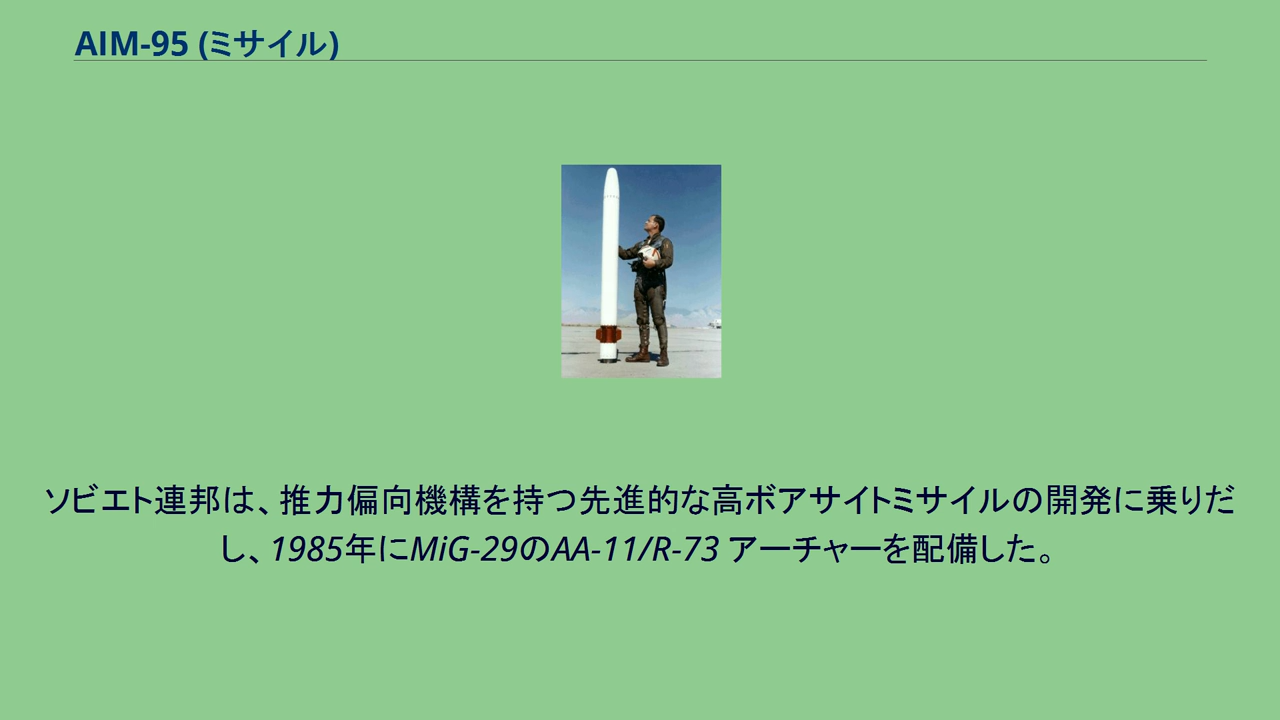 AIM-95 (ミサイル)
ソビエト連邦は、推力偏向機構を持つ先進的な高ボアサイトミサイルの開発に乗りだ
し、1985年にMiG-29のAA-11/R-73 アーチャーを配備した。